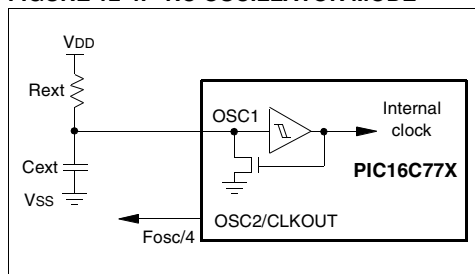 FIGURE 12-4: RC OSCILLATOR MODE
VDD
Rext
OSC1
Internal
clock
PIC16C77X
Cext
VSS
OSC2/CLKOUT
Fosc/4